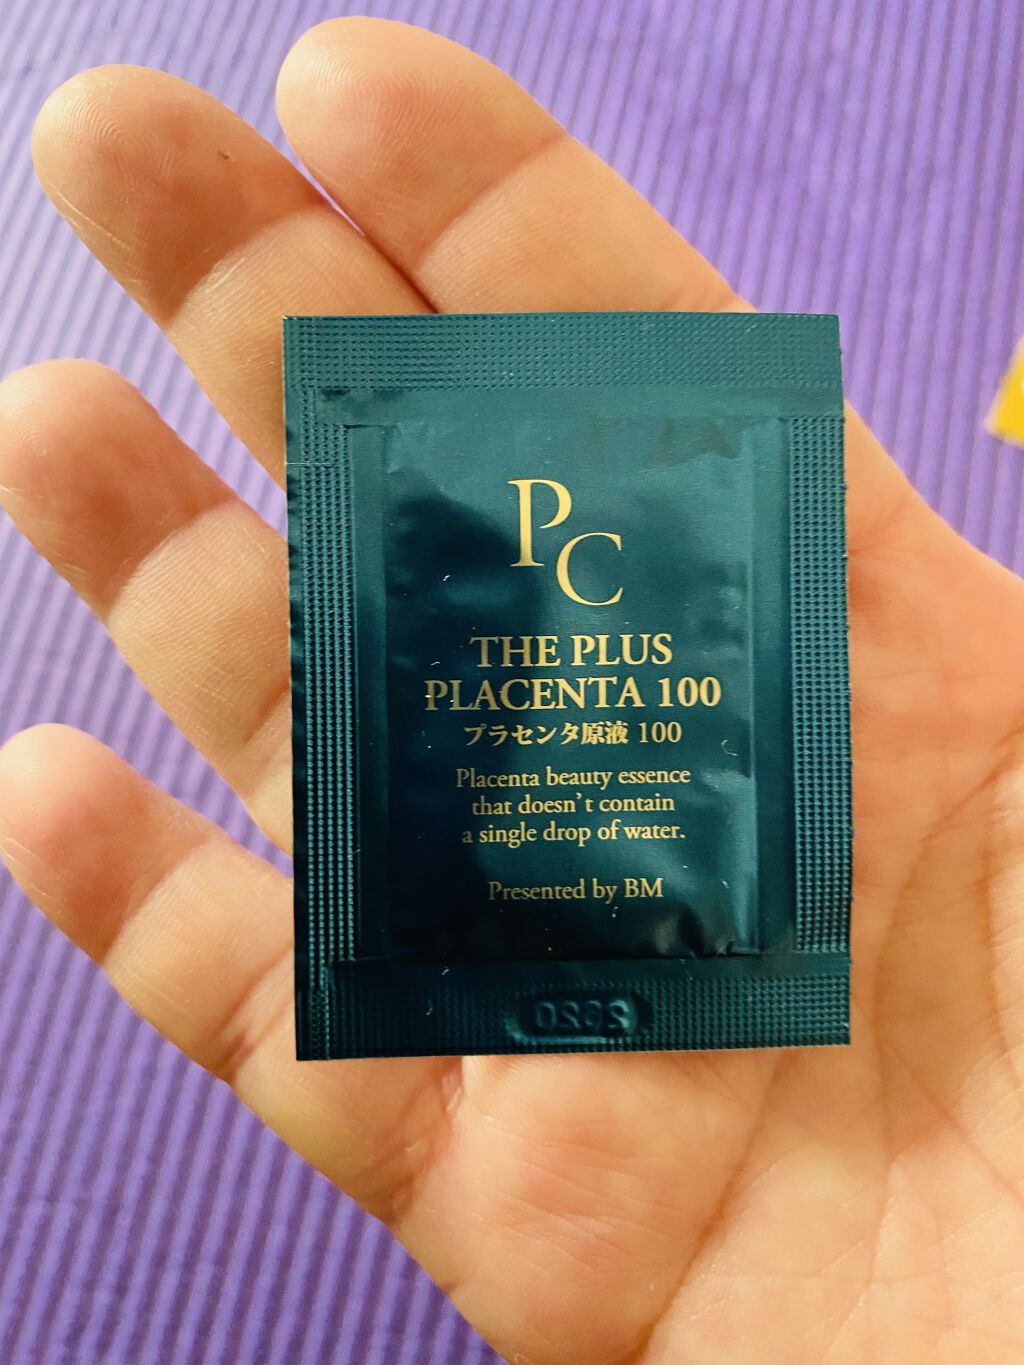 PC
THE PLUS
PLACENTA 100
プラセンタ原液 100
Placenta beauty essence
that doesn't contain
a single drop of water.
Presented by BM